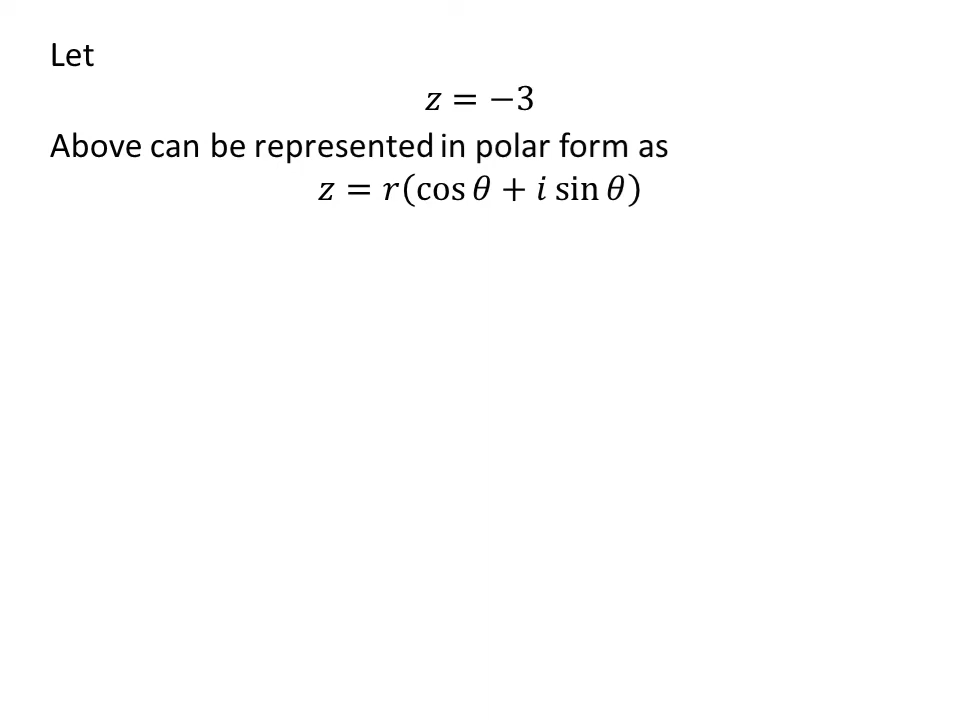 Let
z = −3
Above can be represented in polar form as
z = r(cos θ + i sin θ)